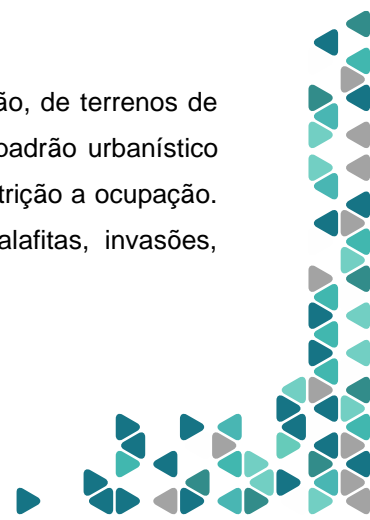 ão, de terrenos de
padrão urbanístico
trição a ocupação.
alafitas, invasões,